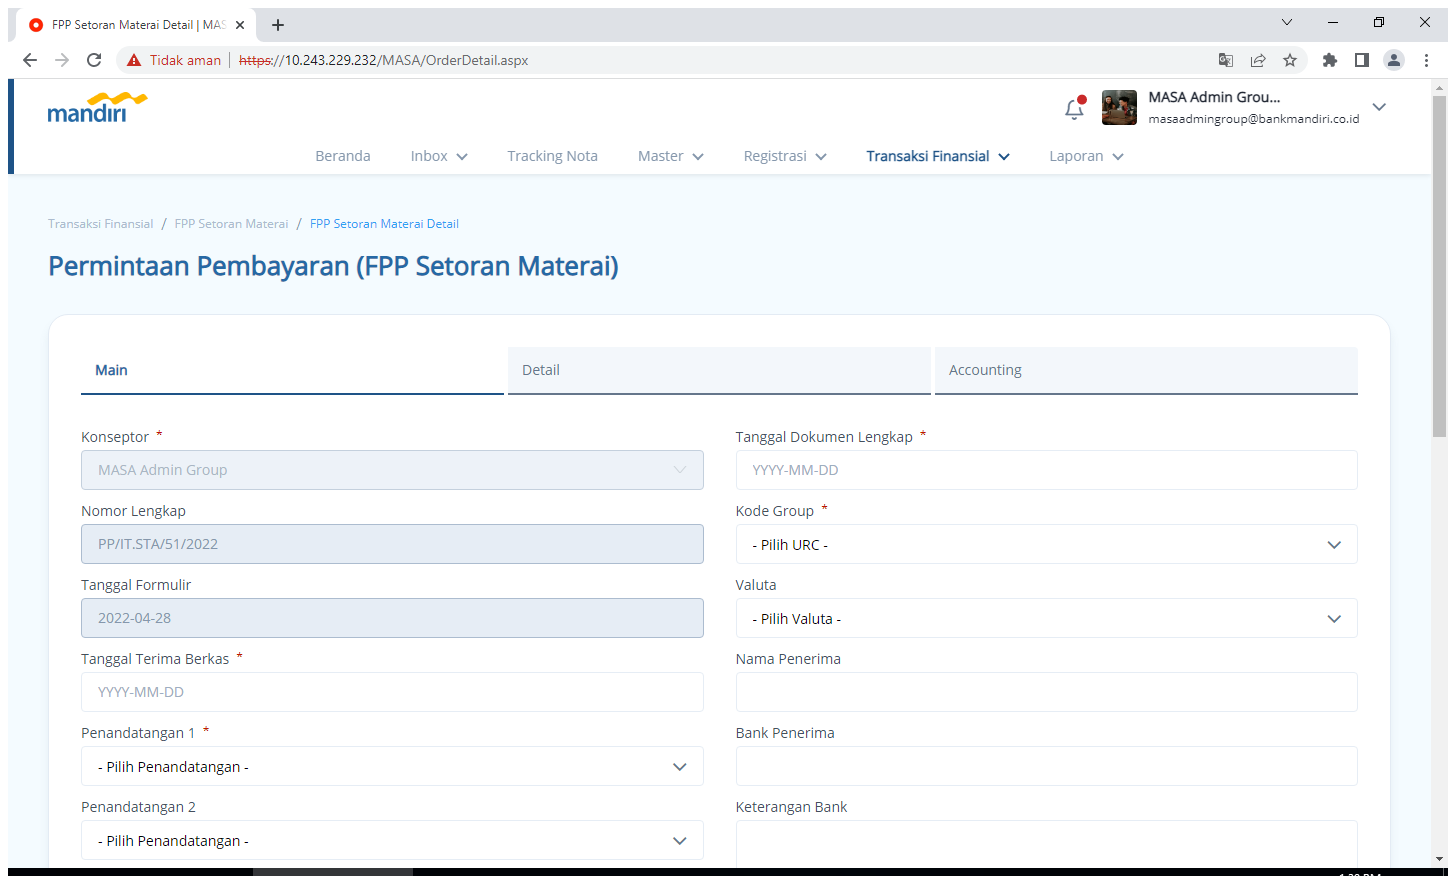 FPP Setoran Materai Detail | MAS
Tidak aman
https://10.243.229.232/MASA/OrderDetail.aspx
mandiri
MASA Admin Grou...
masaadmingroup@bankmandiri.co.id
Beranda
Inbox
Tracking Nota
Master
Registrasi
Transaksi Finansial
Laporan
Transaksi Finansial / FPP Setoran Materai / FPP Setoran Materai Detail
Permintaan Pembayaran (FPP Setoran Materai)
Main
Detail
Accounting
Konseptor *
MASA Admin Group
Nomor Lengkap
PP/IT.STA/51/2022
Tanggal Formulir
2022-04-28
Tanggal Terima Berkas *
YYYY-MM-DD
Penandatangan 1 *
- Pilih Penandatangan -
Penandatangan 2
- Pilih Penandatangan -
Tanggal Dokumen Lengkap *
YYYY-MM-DD
Kode Group *
- Pilih URC -
Valuta
- Pilih Valuta -
Nama Penerima
Bank Penerima
Keterangan Bank